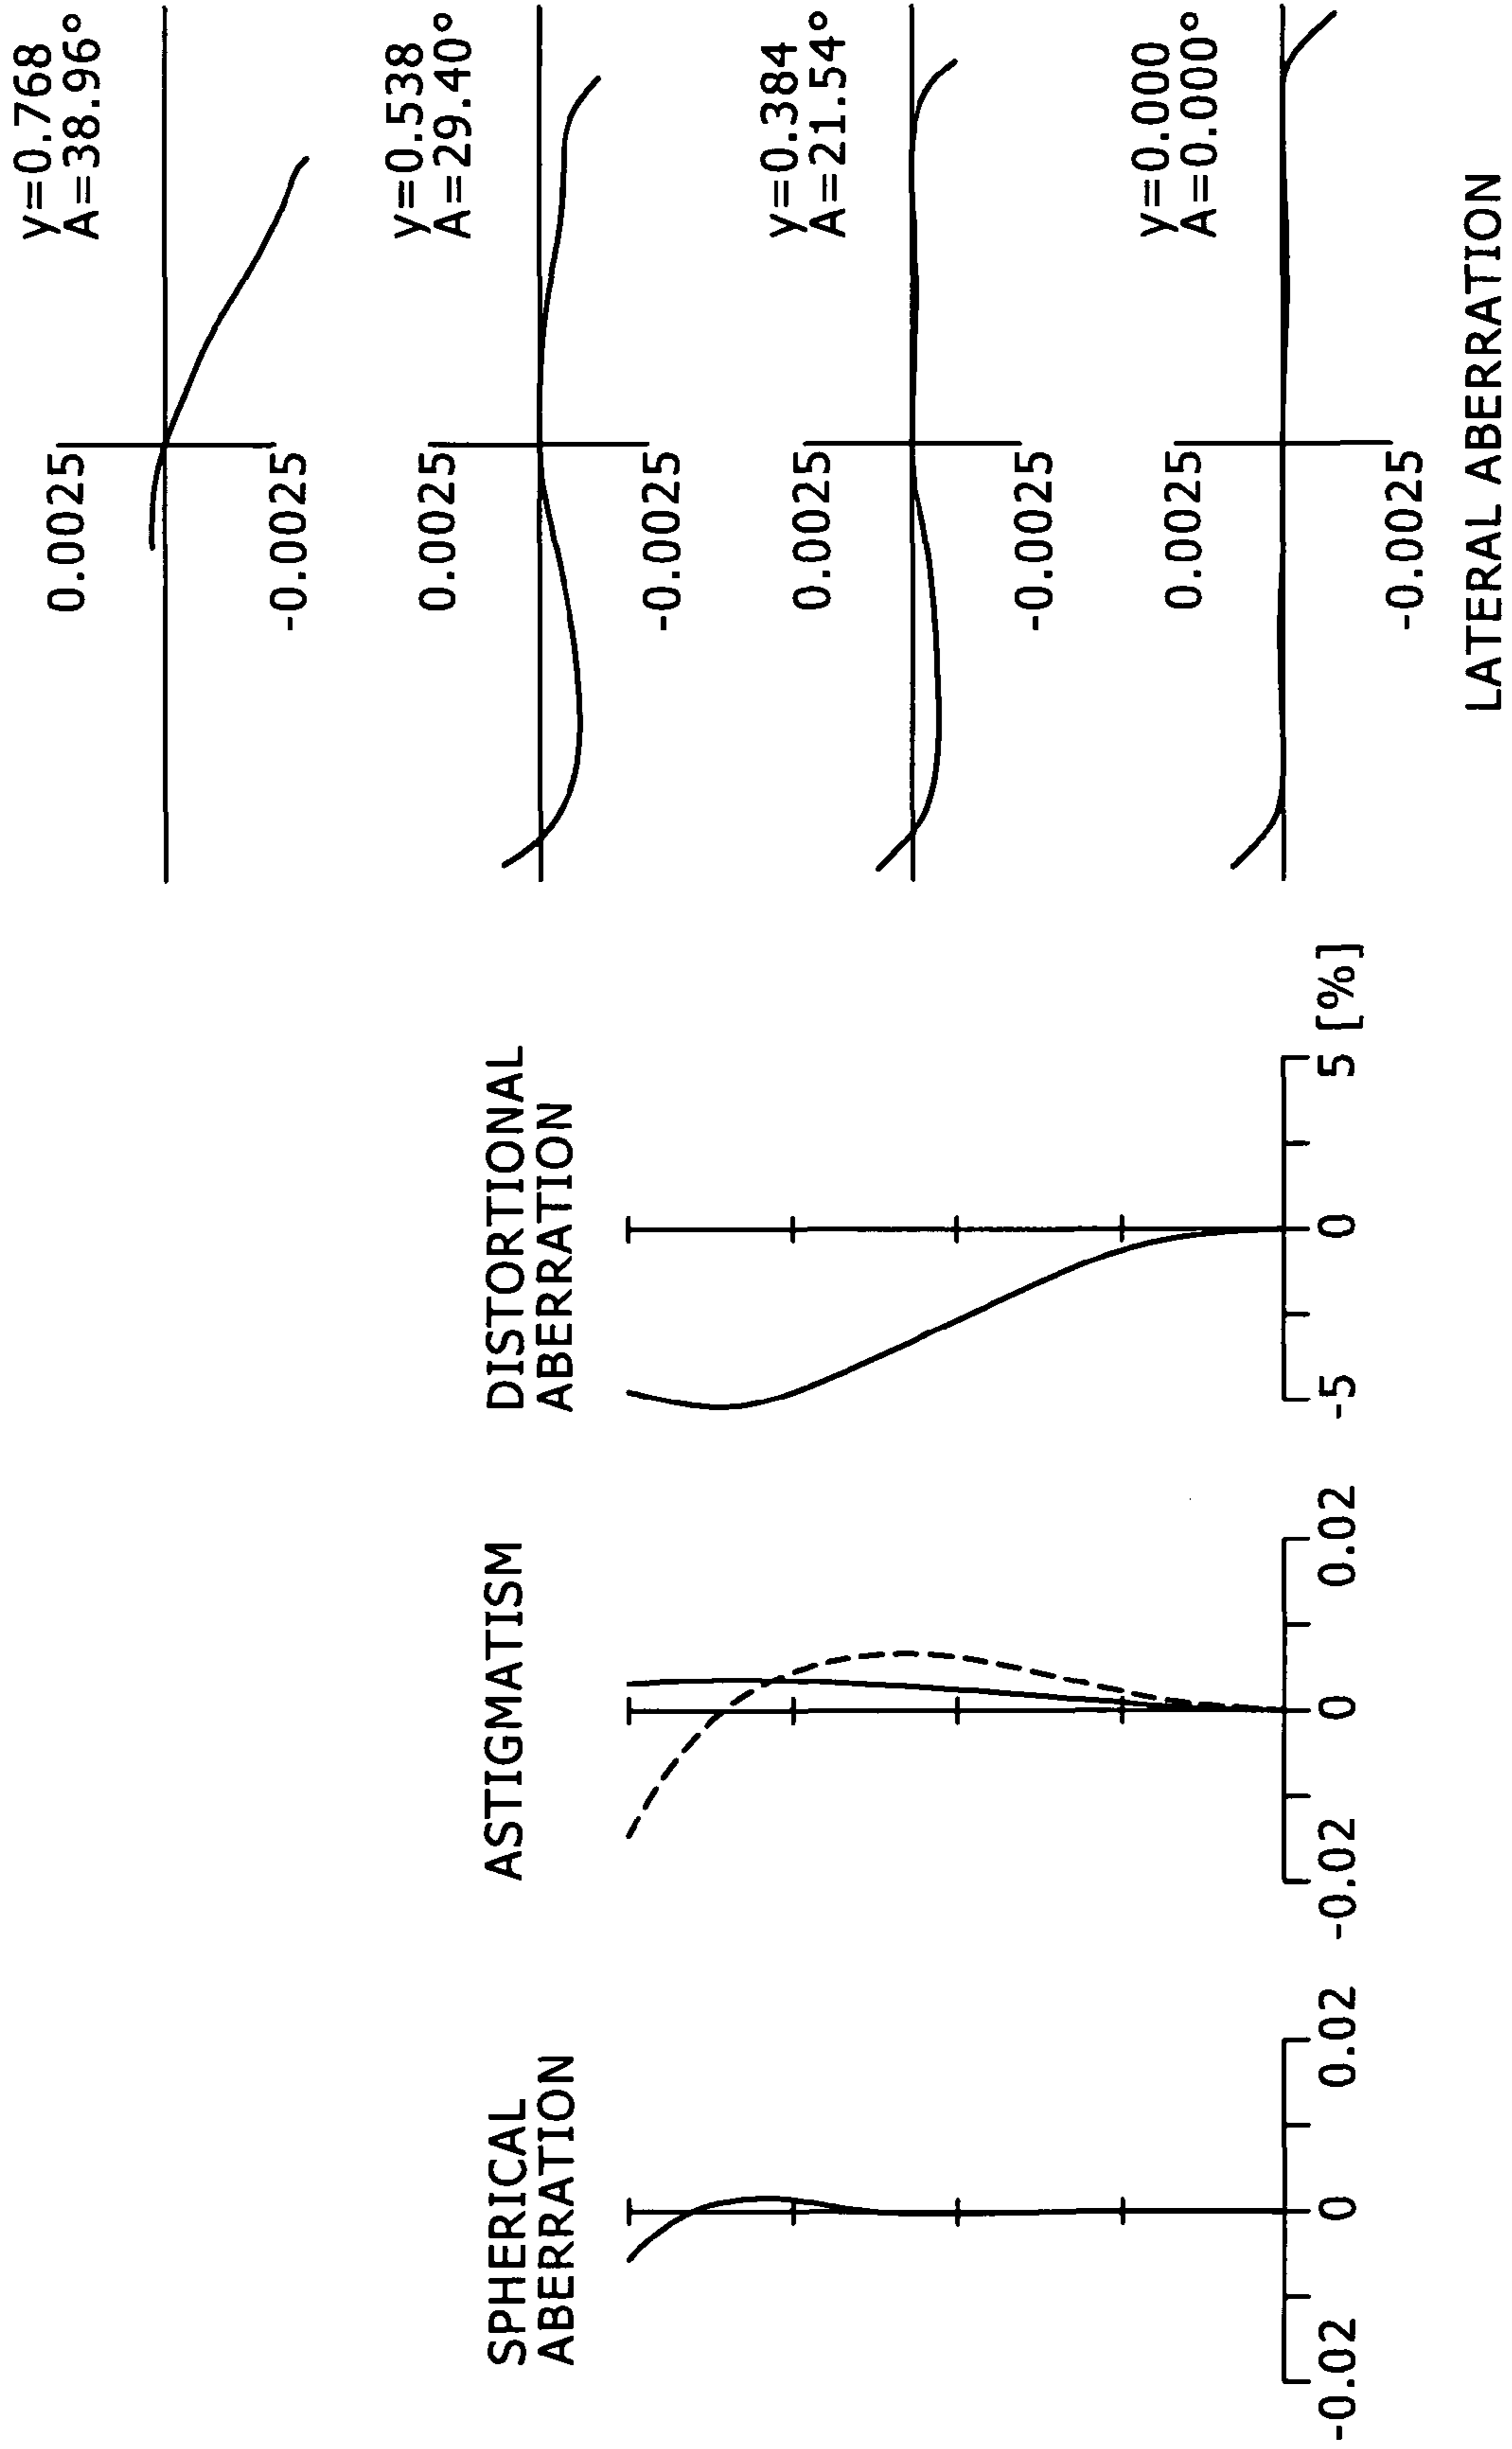 SPHERICAL
ABERRATION
-0.02
0
0.02
ASTIGMATISM
-0.02
0
0.02
DISTORTIONAL
ABERRATION
-5
0
5 [%]
y=0.768
A=38.96°
0.0025
-0.0025
y=0.538
A=29.40°
0.0025
-0.0025
y=0.384
A=21.54°
0.0025
-0.0025
y=0.000
A=0.000°
0.0025
-0.0025
LATERAL ABERRATION